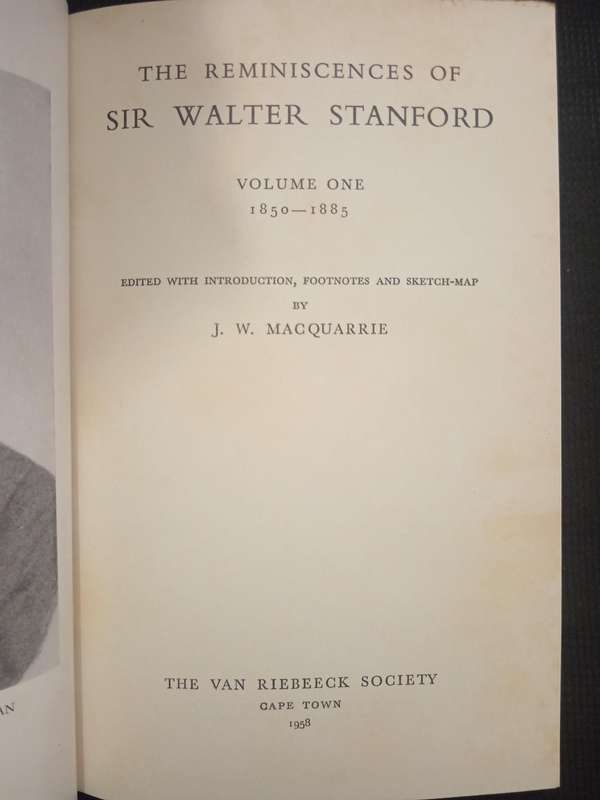 THE REMINISCENCES OF
SIR WALTER STANFORD
VOLUME ONE
1850—1885
EDITED WITH INTRODUCTION, FOOTNOTES AND SKETCH-MAP
BY
J. W. MACQUARRIE
THE VAN RIEBEECK SOCIETY
CAPE TOWN
1958